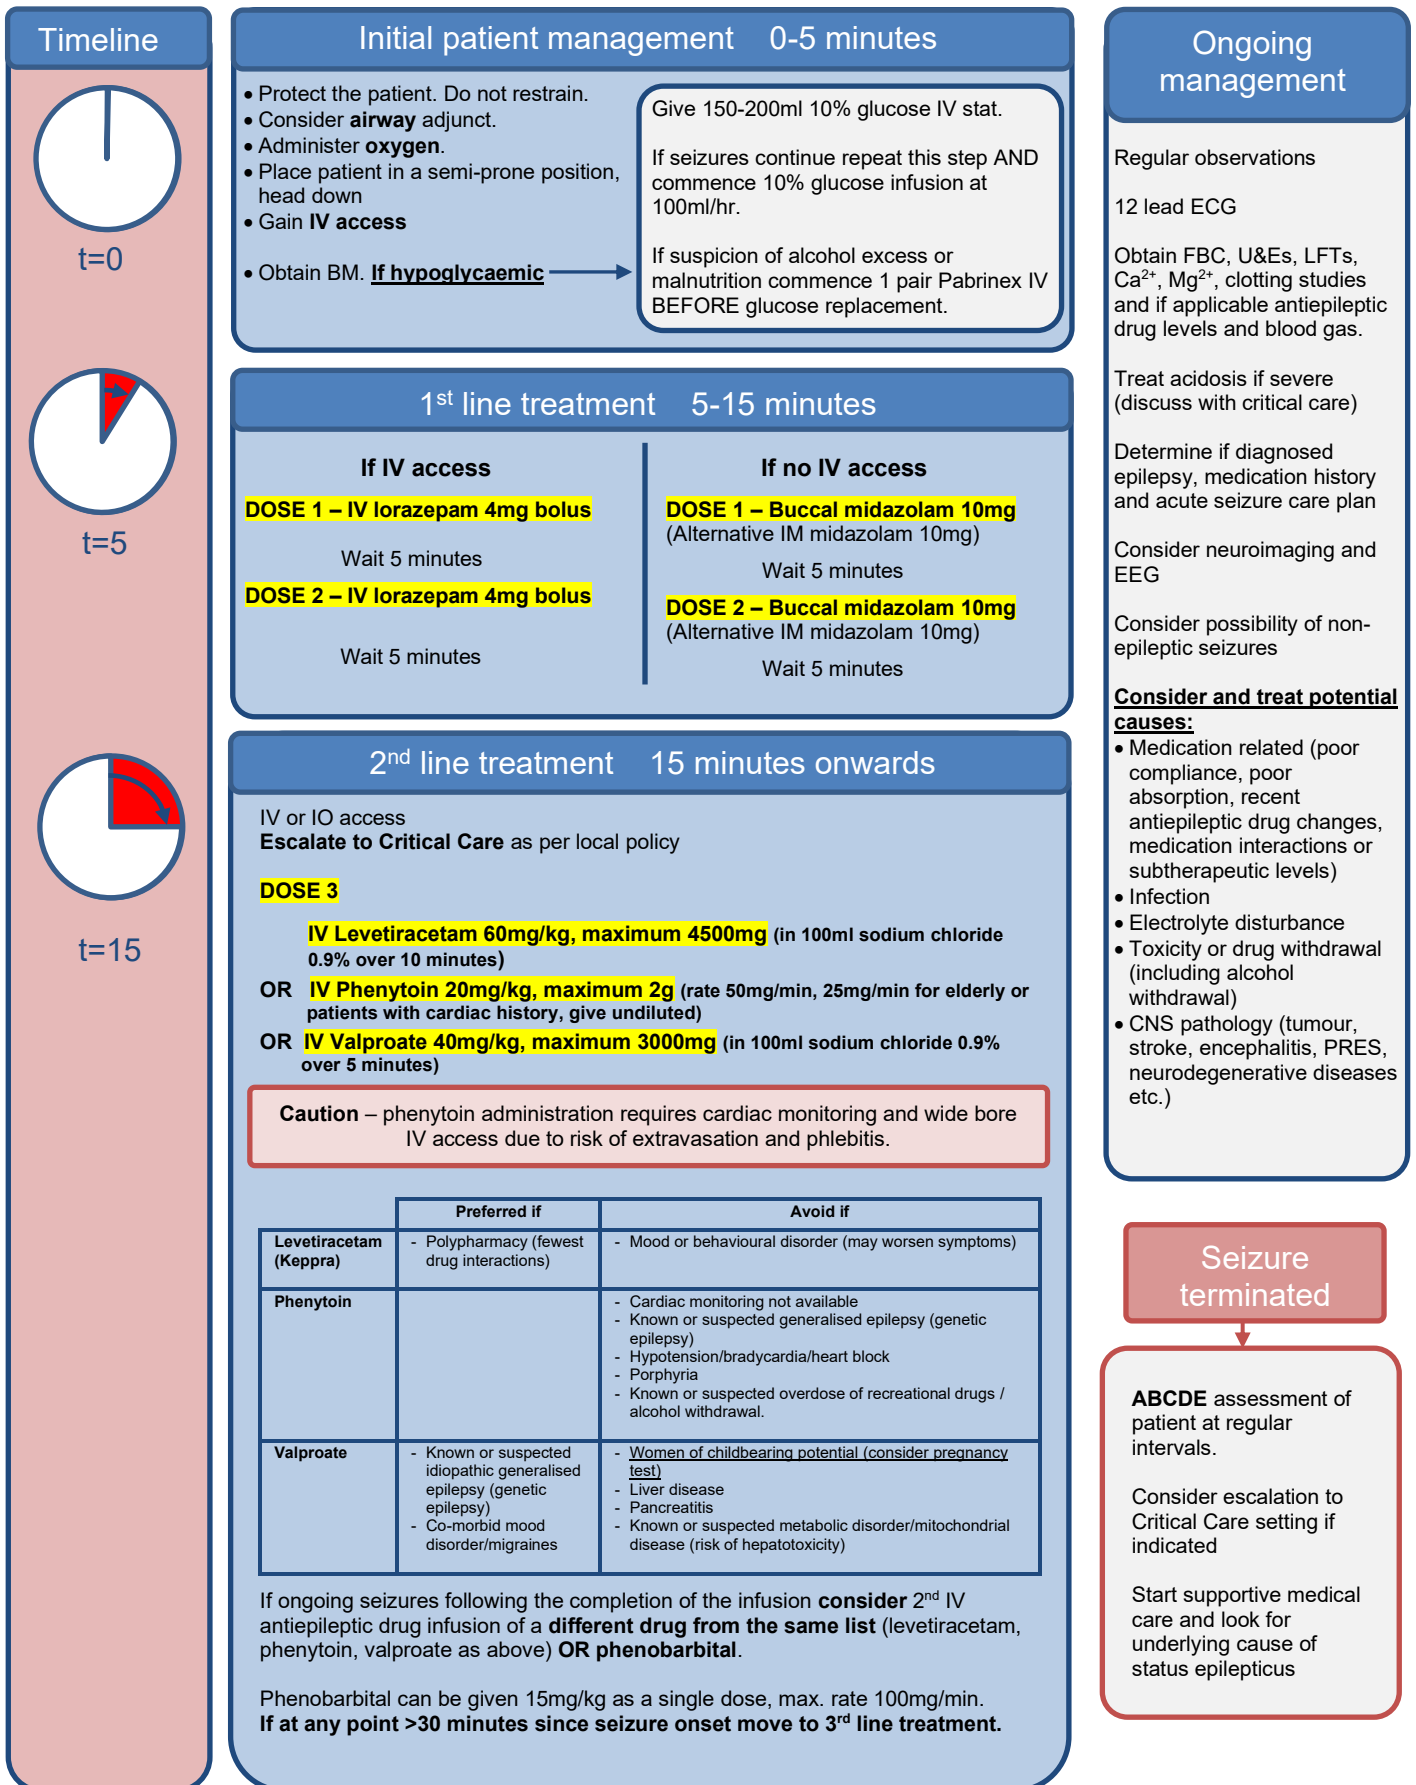 Timeline
t=0
t=5
t=15
Initial patient management 0-5 minutes
• Protect the patient. Do not restrain.
• Consider airway adjunct.
• Administer oxygen.
• Place patient in a semi-prone position,
head down
• Gain IV access
• Obtain BM. If hypoglycaemic
Give 150-200ml 10% glucose IV stat.
If seizures continue repeat this step AND
commence 10% glucose infusion at
100ml/hr.
If suspicion of alcohol excess or
malnutrition commence 1 pair Pabrinex IV
BEFORE glucose replacement.
1st line treatment 5-15 minutes
If IV access
DOSE 1 – IV lorazepam 4mg bolus
Wait 5 minutes
DOSE 2 – IV lorazepam 4mg bolus
Wait 5 minutes
If no IV access
DOSE 1 – Buccal midazolam 10mg
(Alternative IM midazolam 10mg)
Wait 5 minutes
DOSE 2 – Buccal midazolam 10mg
(Alternative IM midazolam 10mg)
Wait 5 minutes
2nd line treatment 15 minutes onwards
IV or IO access
Escalate to Critical Care as per local policy
DOSE 3
IV Levetiracetam 60mg/kg, maximum 4500mg (in 100ml sodium chloride
0.9% over 10 minutes)
OR IV Phenytoin 20mg/kg, maximum 2g (rate 50mg/min, 25mg/min for elderly or
patients with cardiac history, give undiluted)
OR IV Valproate 40mg/kg, maximum 3000mg (in 100ml sodium chloride 0.9%
over 5 minutes)
Caution – phenytoin administration requires cardiac monitoring and wide bore
IV access due to risk of extravasation and phlebitis.
Preferred if
Avoid if
Levetiracetam
(Keppra)
- Polypharmacy (fewest
drug interactions)
- Mood or behavioural disorder (may worsen symptoms)
Phenytoin
- Cardiac monitoring not available
- Known or suspected generalised epilepsy (genetic
epilepsy)
- Hypotension/bradycardia/heart block
- Porphyria
- Known or suspected overdose of recreational drugs /
alcohol withdrawal.
Valproate
- Known or suspected
idiopathic generalised
epilepsy (genetic
epilepsy)
- Co-morbid mood
disorder/migraines
- Women of childbearing potential (consider pregnancy
test)
- Liver disease
- Pancreatitis
- Known or suspected metabolic disorder/mitochondrial
disease (risk of hepatotoxicity)
If ongoing seizures following the completion of the infusion consider 2nd IV
antiepileptic drug infusion of a different drug from the same list (levetiracetam,
phenytoin, valproate as above) OR phenobarbital.
Phenobarbital can be given 15mg/kg as a single dose, max. rate 100mg/min.
If at any point >30 minutes since seizure onset move to 3rd line treatment.
Ongoing
management
Regular observations
12 lead ECG
Obtain FBC, U&Es, LFTs,
Ca2+, Mg2+, clotting studies
and if applicable antiepileptic
drug levels and blood gas.
Treat acidosis if severe
(discuss with critical care)
Determine if diagnosed
epilepsy, medication history
and acute seizure care plan
Consider neuroimaging and
EEG
Consider possibility of non-
epileptic seizures
Consider and treat potential
causes:
• Medication related (poor
compliance, poor
absorption, recent
antiepileptic drug changes,
medication interactions or
subtherapeutic levels)
• Infection
• Electrolyte disturbance
• Toxicity or drug withdrawal
(including alcohol
withdrawal)
• CNS pathology (tumour,
stroke, encephalitis, PRES,
neurodegenerative diseases
etc.)
Seizure
terminated
ABCDE assessment of
patient at regular
intervals.
Consider escalation to
Critical Care setting if
indicated
Start supportive medical
care and look for
underlying cause of
status epilepticus